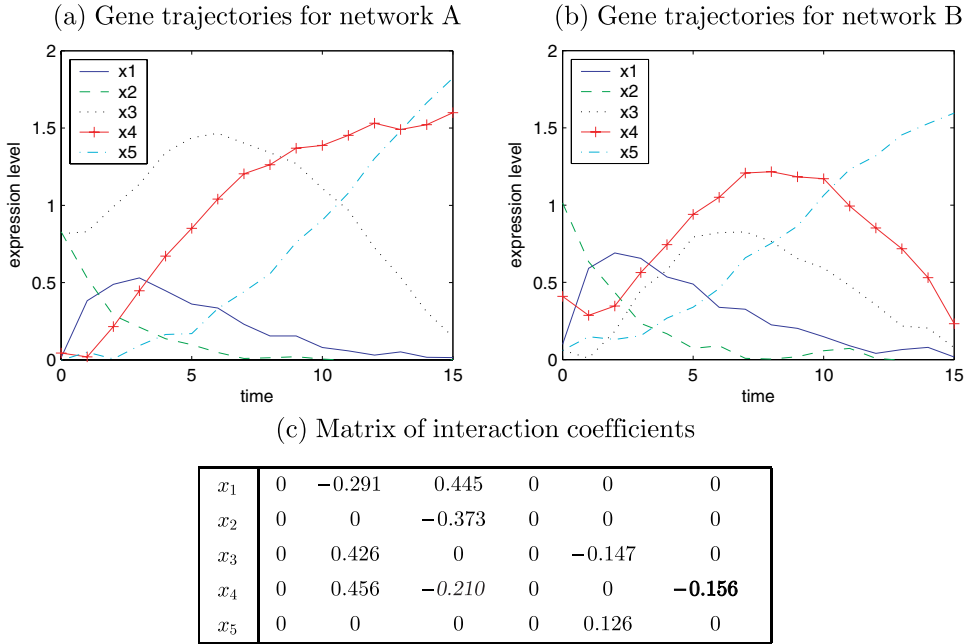 (a) Gene trajectories for network A
(b) Gene trajectories for network B
2
1.5
1
0.5
0
0
5
10
15
expression level
time
x1
x2
x3
x4
x5
2
1.5
1
0.5
0
0
5
10
15
expression level
time
x1
x2
x3
x4
x5
(c) Matrix of interaction coefficients
x₁ 0 −0.291 0.445 0 0 0
x₂ 0 0 −0.373 0 0 0
x₃ 0 0.426 0 0 −0.147 0
x₄ 0 0.456 −0.210 0 0 −0.156
x₅ 0 0 0 0 0.126 0